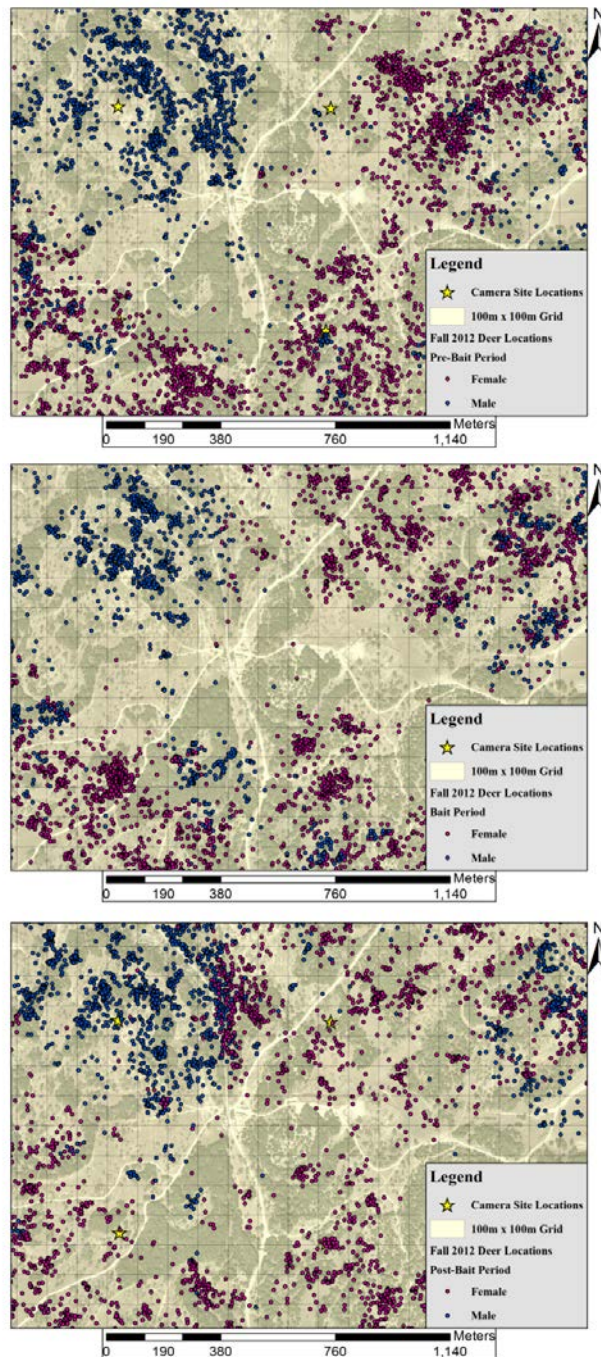 N
Legend
Camera Site Locations
100m x 100m Grid
Fall 2012 Deer Locations
Pre-Bait Period
Female
Male
Meters
0 190 380 760 1,140
N
Legend
Camera Site Locations
100m x 100m Grid
Fall 2012 Deer Locations
Bait Period
Female
Male
Meters
0 190 380 760 1,140
N
Legend
Camera Site Locations
100m x 100m Grid
Fall 2012 Deer Locations
Post-Bait Period
Female
Male
Meters
0 190 380 760 1,140